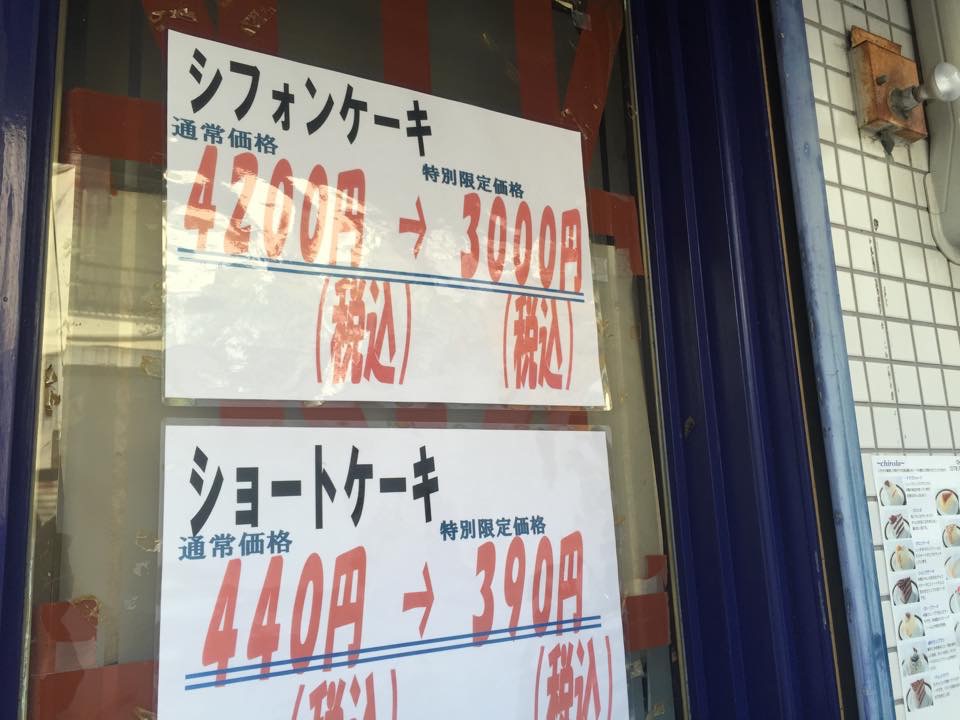 シフォンケーキ
通常価格 特別限定価格
4200円 → 3000円
(税込) (税込)
ショートケーキ
通常価格 特別限定価格
440円 → 390円
(税込) (税込)
~chirola~